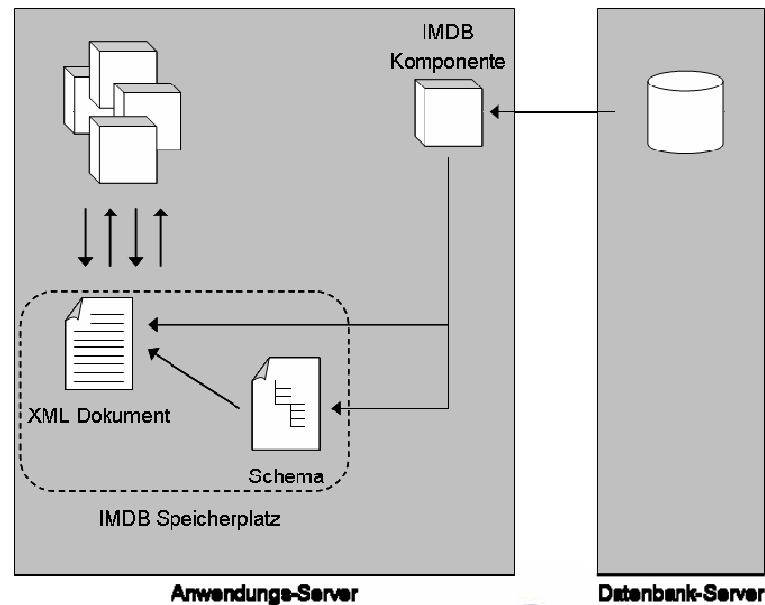 IMDB
Komponente
XML Dokument
Schema
IMDB Speicherplatz
Anwendungs-Server
Datenbank-Server